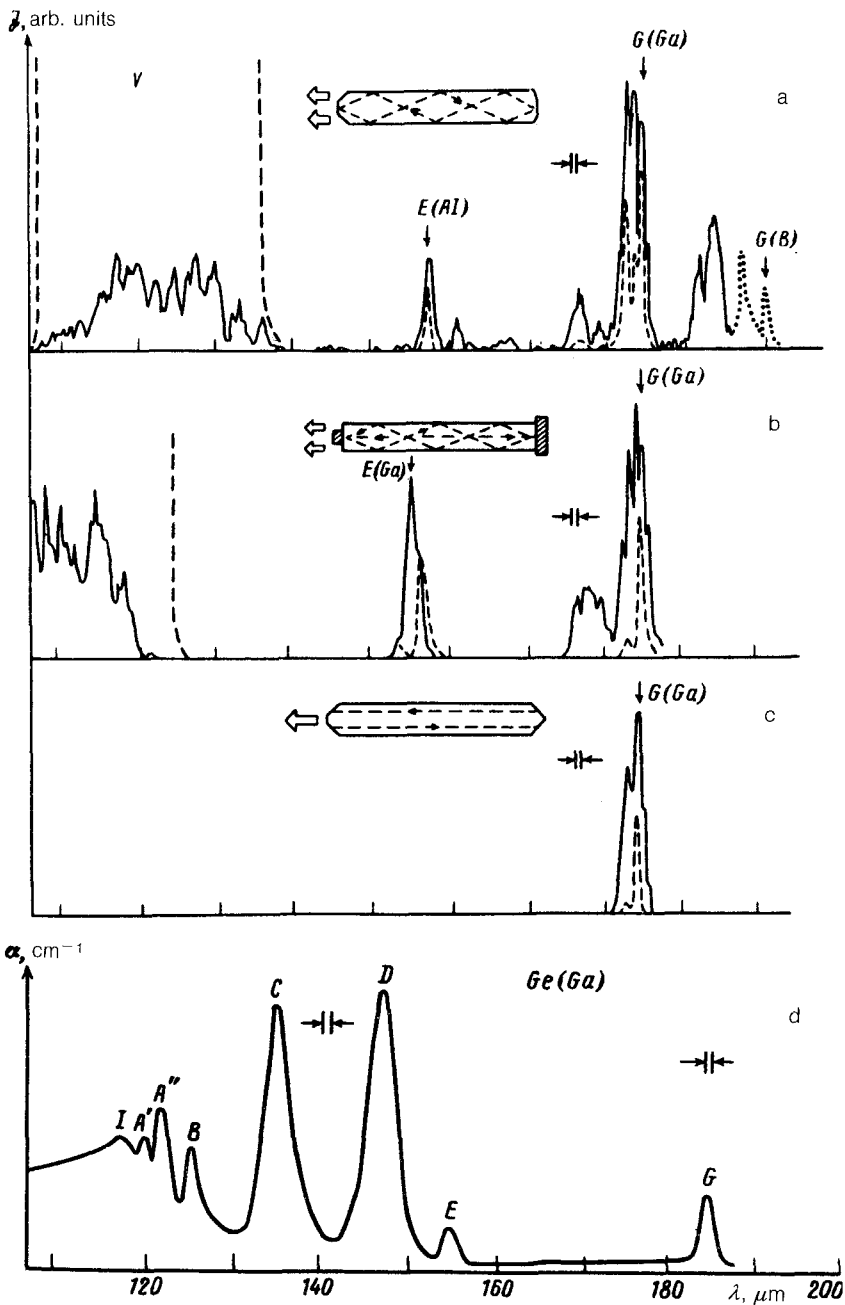 J, arb. units
G(Ga)
V
a
E(Al)
G(B)
G(Ga)
b
E(Ga)
G(Ga)
c
α, cm⁻¹
D
Ge(Ga)
C
d
A″
I A′
B
G
E
120 140 160 180 λ, μm 200